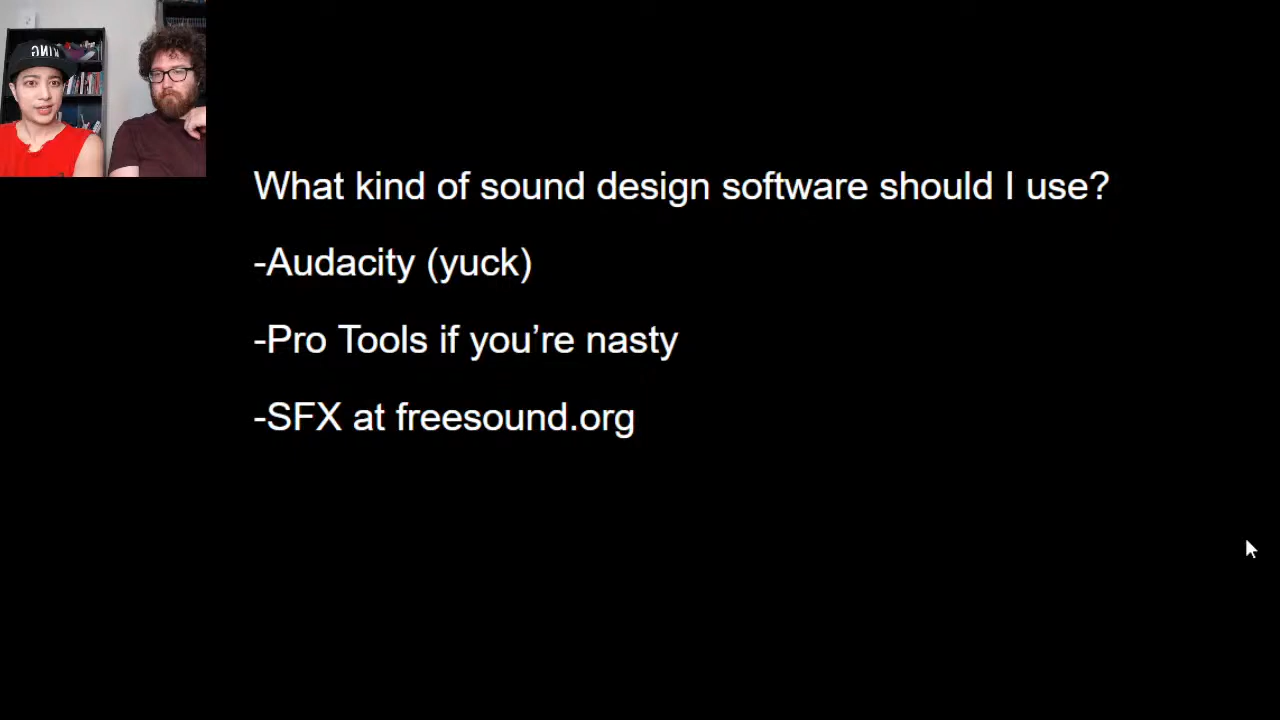 KING
What kind of sound design software should I use?
-Audacity (yuck)
-Pro Tools if you’re nasty
-SFX at freesound.org